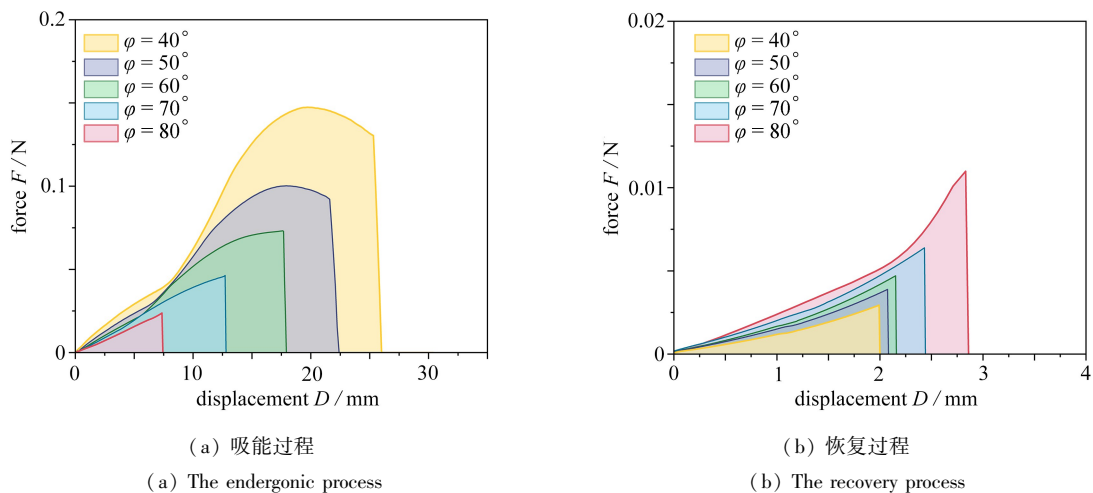 0.2
φ = 40°
φ = 50°
φ = 60°
φ = 70°
φ = 80°
0.1
0
force F / N
0 10 20 30
displacement D / mm
(a) 吸能过程
(a) The endergonic process
0.02
φ = 40°
φ = 50°
φ = 60°
φ = 70°
φ = 80°
0.01
0
force F / N
0 1 2 3 4
displacement D / mm
(b) 恢复过程
(b) The recovery process